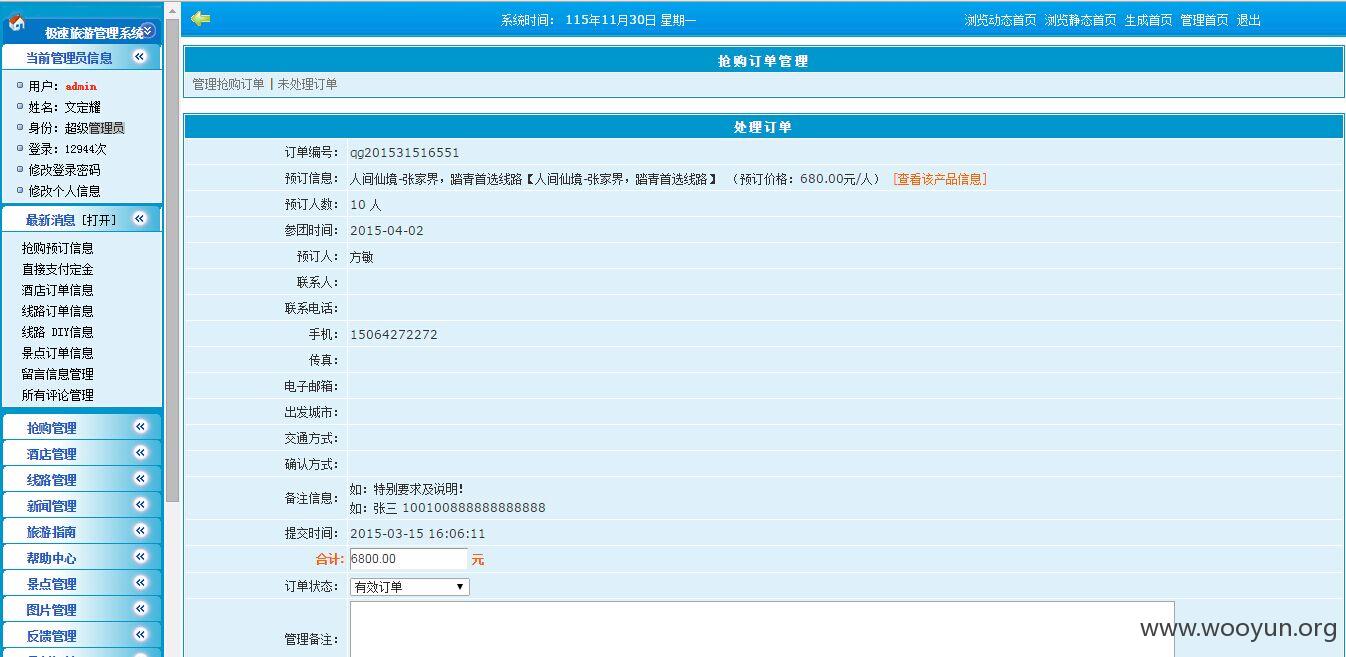 极速旅游管理系统
系统时间： 115年11月30日 星期一
浏览动态首页 浏览静态首页 生成首页 管理首页 退出
当前管理员信息
用户：admin
姓名：文定耀
身份：超级管理员
登录：12944次
修改登录密码
修改个人信息
最新消息 [打开]
抢购预订信息
直接支付定金
酒店订单信息
线路订单信息
线路 DIY信息
景点订单信息
留言信息管理
所有评论管理
抢购管理
酒店管理
线路管理
新闻管理
旅游指南
帮助中心
景点管理
图片管理
反馈管理
抢购订单管理
管理抢购订单 | 未处理订单
处理订单
订单编号： qg201531516551
预订信息： 人间仙境-张家界，踏青首选线路【人间仙境-张家界，踏青首选线路】 （预订价格：680.00元/人） [查看该产品信息]
预订人数： 10 人
参团时间： 2015-04-02
预订人： 方敏
联系人：
联系电话：
手机： 15064272272
传真：
电子邮箱：
出发城市：
交通方式：
确认方式：
备注信息： 如：特别要求及说明！
如：张三 100100888888888888
提交时间： 2015-03-15 16:06:11
合计： 6800.00 元
订单状态： 有效订单
管理备注：
www.wooyun.org